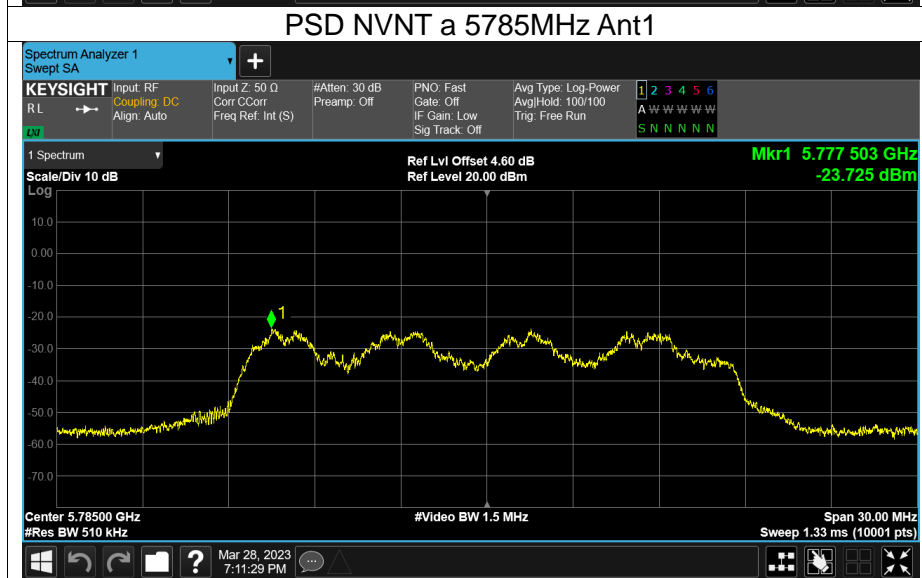 PSD NVNT a 5785MHz Ant1
Spectrum Analyzer 1
Swept SA
+
KEYSIGHT
R L
LXI
Input: RF
Coupling: DC
Align: Auto
Input Z: 50 Ω
Corr CCorr
Freq Ref: Int (S)
#Atten: 30 dB
Preamp: Off
PNO: Fast
Gate: Off
IF Gain: Low
Sig Track: Off
Avg Type: Log-Power
Avg|Hold: 100/100
Trig: Free Run
1 2 3 4 5 6
A W W W W W
S N N N N N
1 Spectrum
Scale/Div 10 dB
Log
Ref Lvl Offset 4.60 dB
Ref Level 20.00 dBm
Mkr1 5.777 503 GHz
-23.725 dBm
10.0
0.00
-10.0
-20.0
-30.0
-40.0
-50.0
-60.0
-70.0
1
Center 5.78500 GHz
#Res BW 510 kHz
#Video BW 1.5 MHz
Span 30.00 MHz
Sweep 1.33 ms (10001 pts)
?
Mar 28, 2023
7:11:29 PM